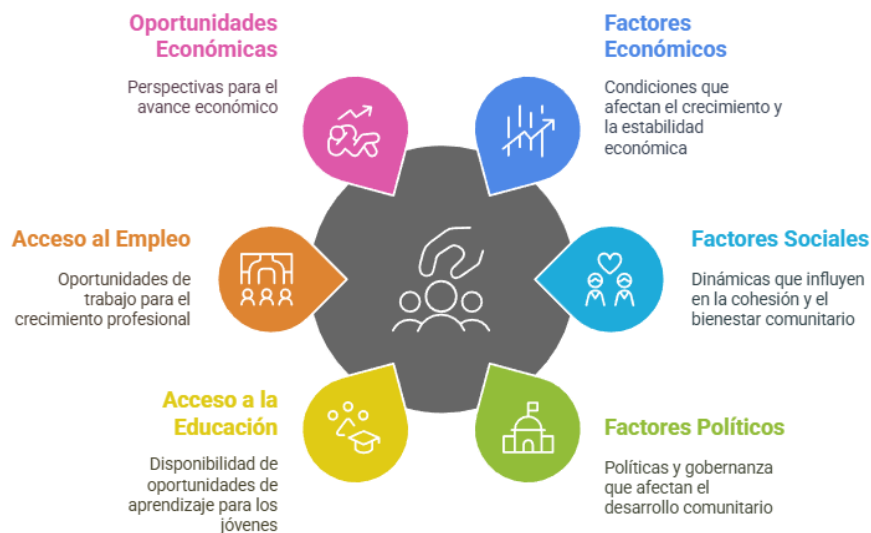 Oportunidades
Económicas
Perspectivas para el
avance económico
Factores
Económicos
Condiciones que
afectan el crecimiento y
la estabilidad
económica
Acceso al Empleo
Oportunidades de
trabajo para el
crecimiento profesional
Factores Sociales
Dinámicas que influyen
en la cohesión y el
bienestar comunitario
Acceso a la
Educación
Disponibilidad de
oportunidades de
aprendizaje para los
jóvenes
Factores Políticos
Políticas y gobernanza
que afectan el
desarrollo comunitario